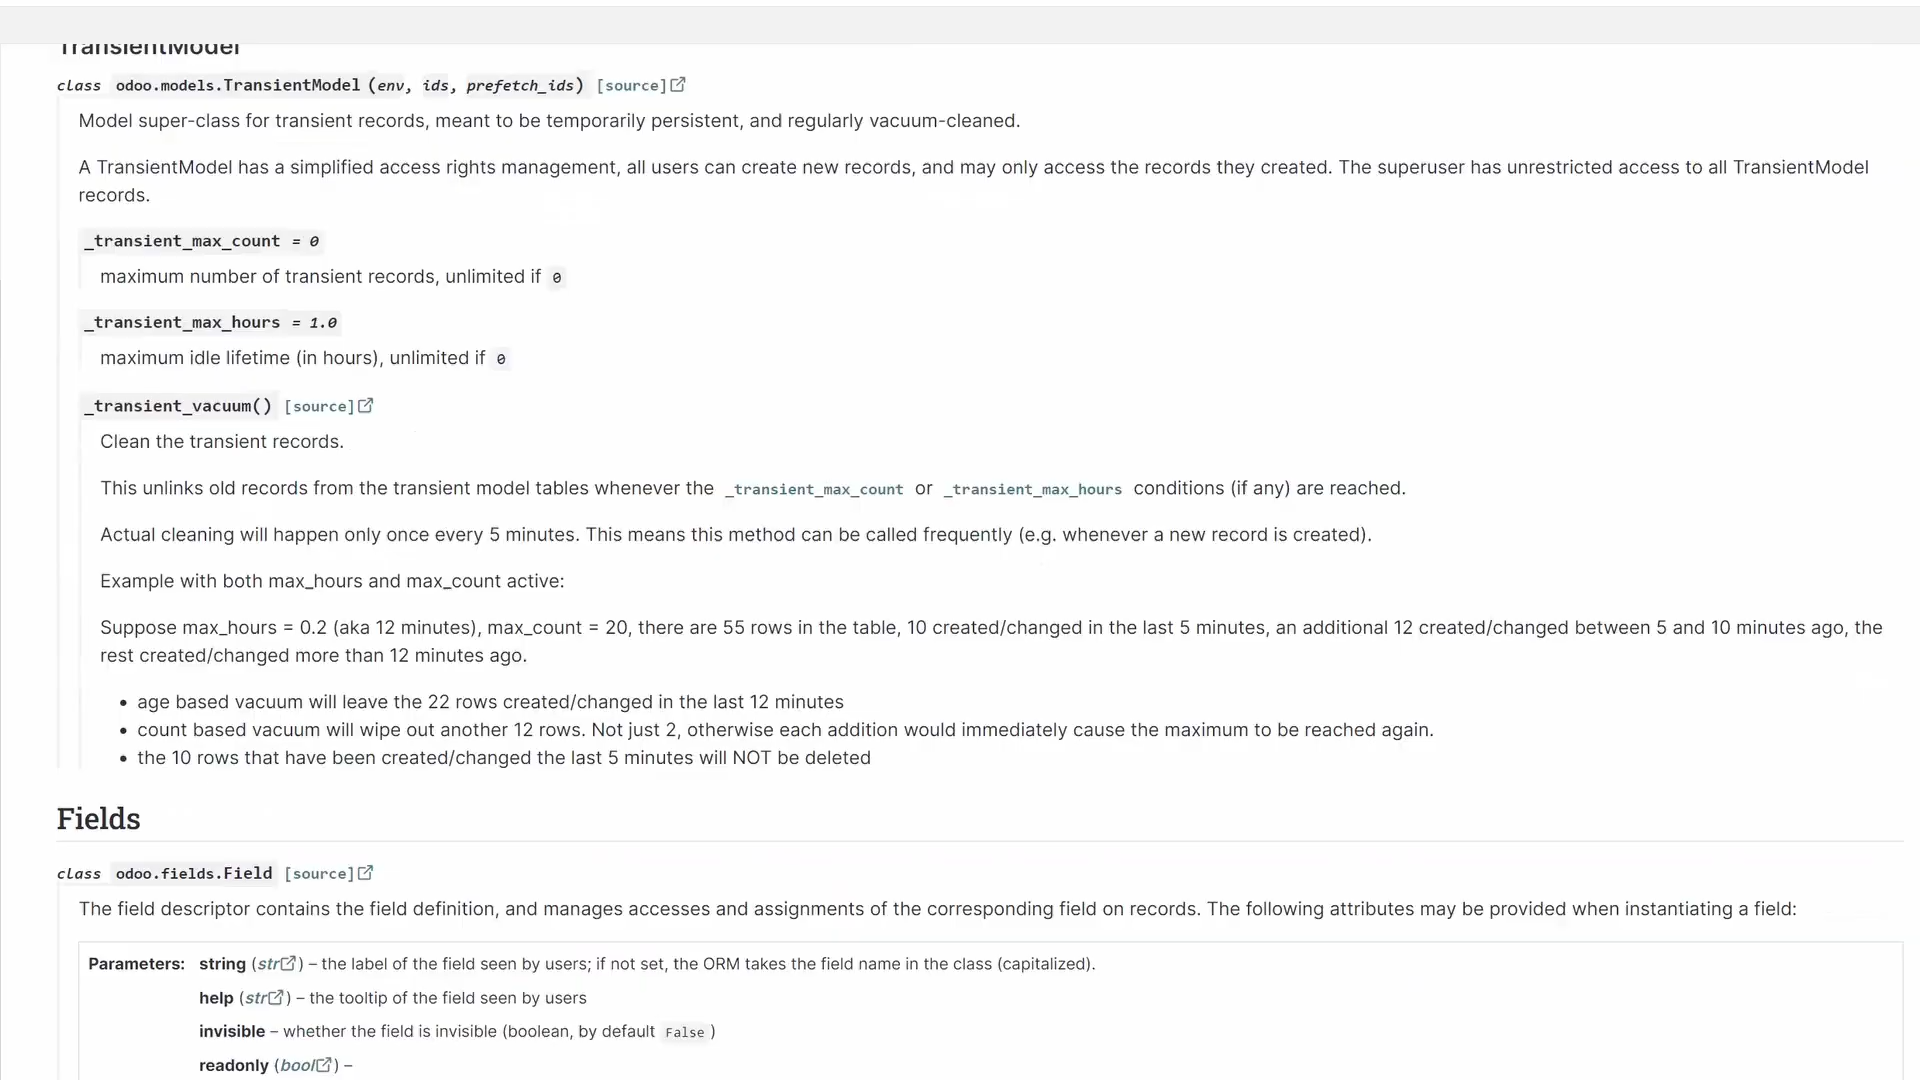 TransientModel
class odoo.models.TransientModel(env, ids, prefetch_ids) [source]
Model super-class for transient records, meant to be temporarily persistent, and regularly vacuum-cleaned.
A TransientModel has a simplified access rights management, all users can create new records, and may only access the records they created. The superuser has unrestricted access to all TransientModel
records.
_transient_max_count = 0
maximum number of transient records, unlimited if 0
_transient_max_hours = 1.0
maximum idle lifetime (in hours), unlimited if 0
_transient_vacuum() [source]
Clean the transient records.
This unlinks old records from the transient model tables whenever the _transient_max_count or _transient_max_hours conditions (if any) are reached.
Actual cleaning will happen only once every 5 minutes. This means this method can be called frequently (e.g. whenever a new record is created).
Example with both max_hours and max_count active:
Suppose max_hours = 0.2 (aka 12 minutes), max_count = 20, there are 55 rows in the table, 10 created/changed in the last 5 minutes, an additional 12 created/changed between 5 and 10 minutes ago, the
rest created/changed more than 12 minutes ago.
• age based vacuum will leave the 22 rows created/changed in the last 12 minutes
• count based vacuum will wipe out another 12 rows. Not just 2, otherwise each addition would immediately cause the maximum to be reached again.
• the 10 rows that have been created/changed the last 5 minutes will NOT be deleted
Fields
class odoo.fields.Field [source]
The field descriptor contains the field definition, and manages accesses and assignments of the corresponding field on records. The following attributes may be provided when instantiating a field:
Parameters: string (str) – the label of the field seen by users; if not set, the ORM takes the field name in the class (capitalized).
help (str) – the tooltip of the field seen by users
invisible – whether the field is invisible (boolean, by default False)
readonly (bool) –